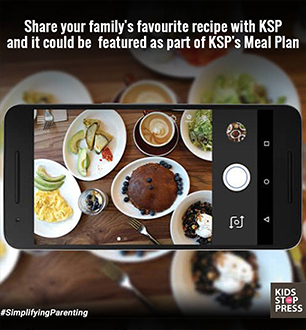 Share your family's favourite recipe with KSP
and it could be featured as part of KSP's Meal Plan
#SimplifyingParenting
KIDS
STOP
PRESS